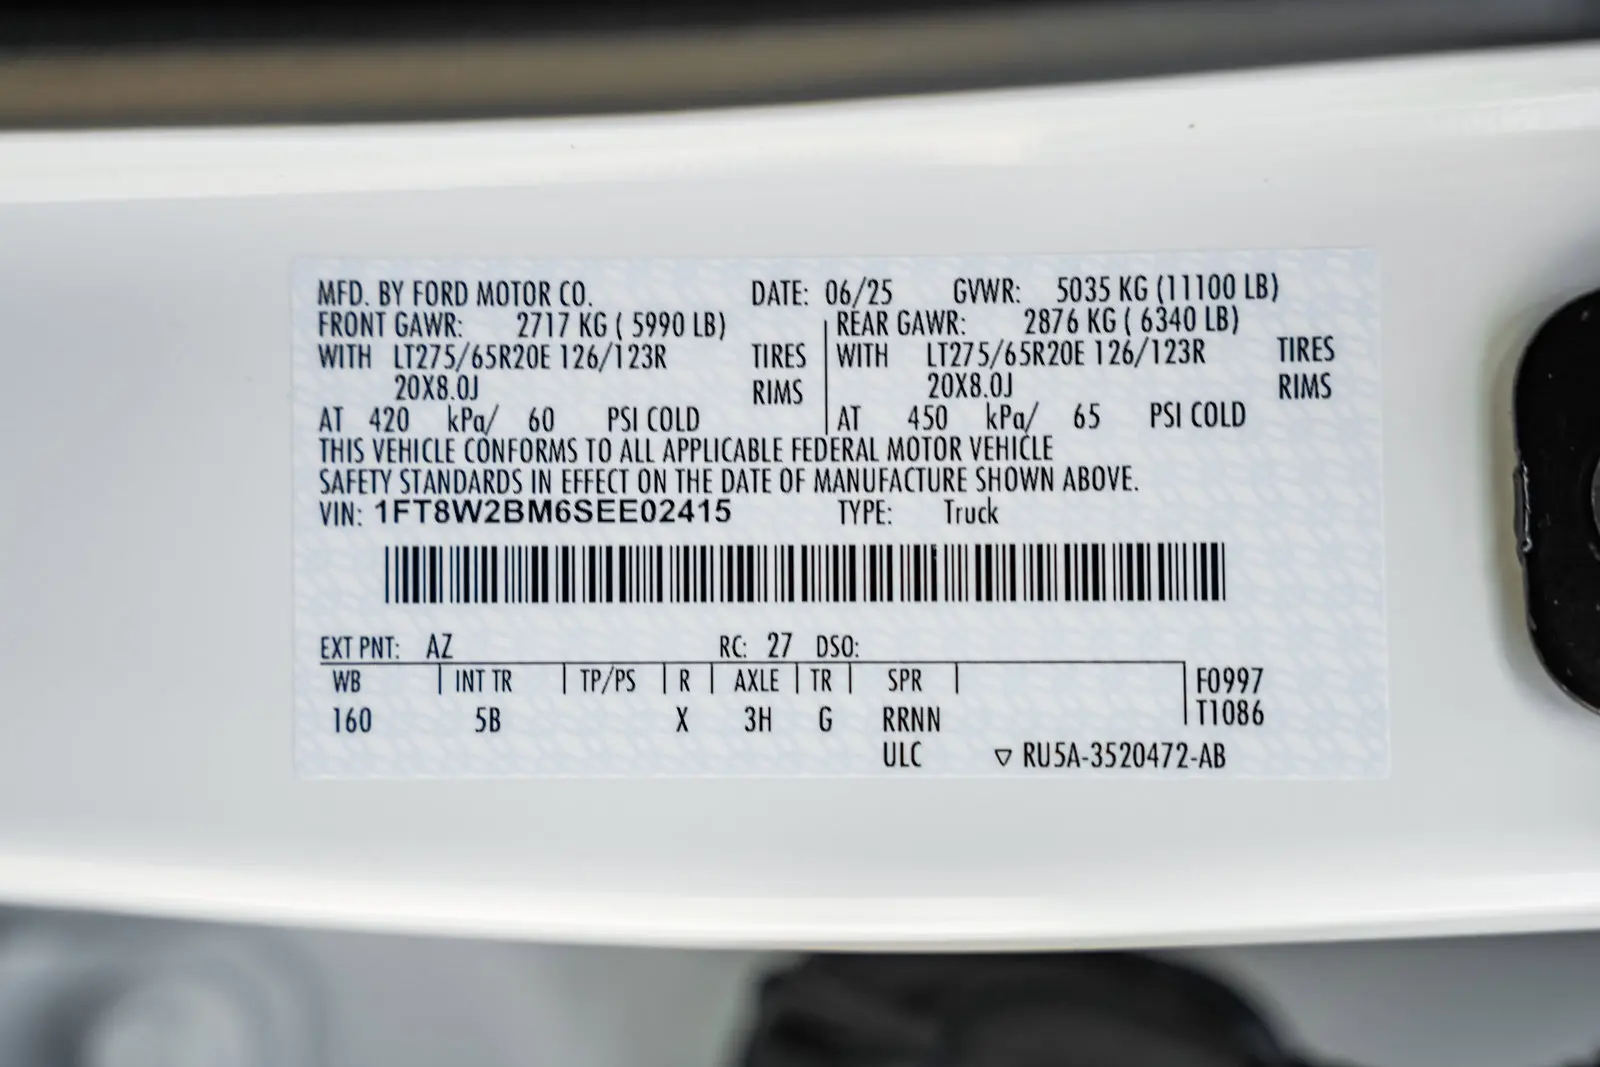 MFD. BY FORD MOTOR CO. DATE: 06/25 GVWR: 5035 KG (11100 LB)
FRONT GAWR: 2717 KG ( 5990 LB) REAR GAWR: 2876 KG ( 6340 LB)
WITH LT275/65R20E 126/123R TIRES WITH LT275/65R20E 126/123R TIRES
20X8.0J RIMS 20X8.0J RIMS
AT 420 kPa/ 60 PSI COLD AT 450 kPa/ 65 PSI COLD
THIS VEHICLE CONFORMS TO ALL APPLICABLE FEDERAL MOTOR VEHICLE
SAFETY STANDARDS IN EFFECT ON THE DATE OF MANUFACTURE SHOWN ABOVE.
VIN: 1FT8W2BM6SEE02415 TYPE: Truck
EXT PNT: AZ RC: 27 DSO:
WB INT TR TP/PS R AXLE TR SPR F0997
160 5B X 3H G RRNN T1086
ULC ▽ RU5A-3520472-AB